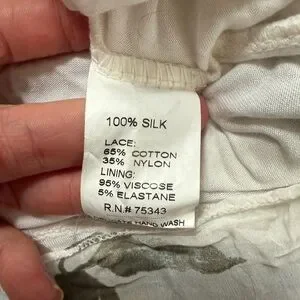 100% SILK
LACE:
65% COTTON
35% NYLON
LINING:
95% VISCOSE
5% ELASTANE
R.N.# 75343
HAND WASH